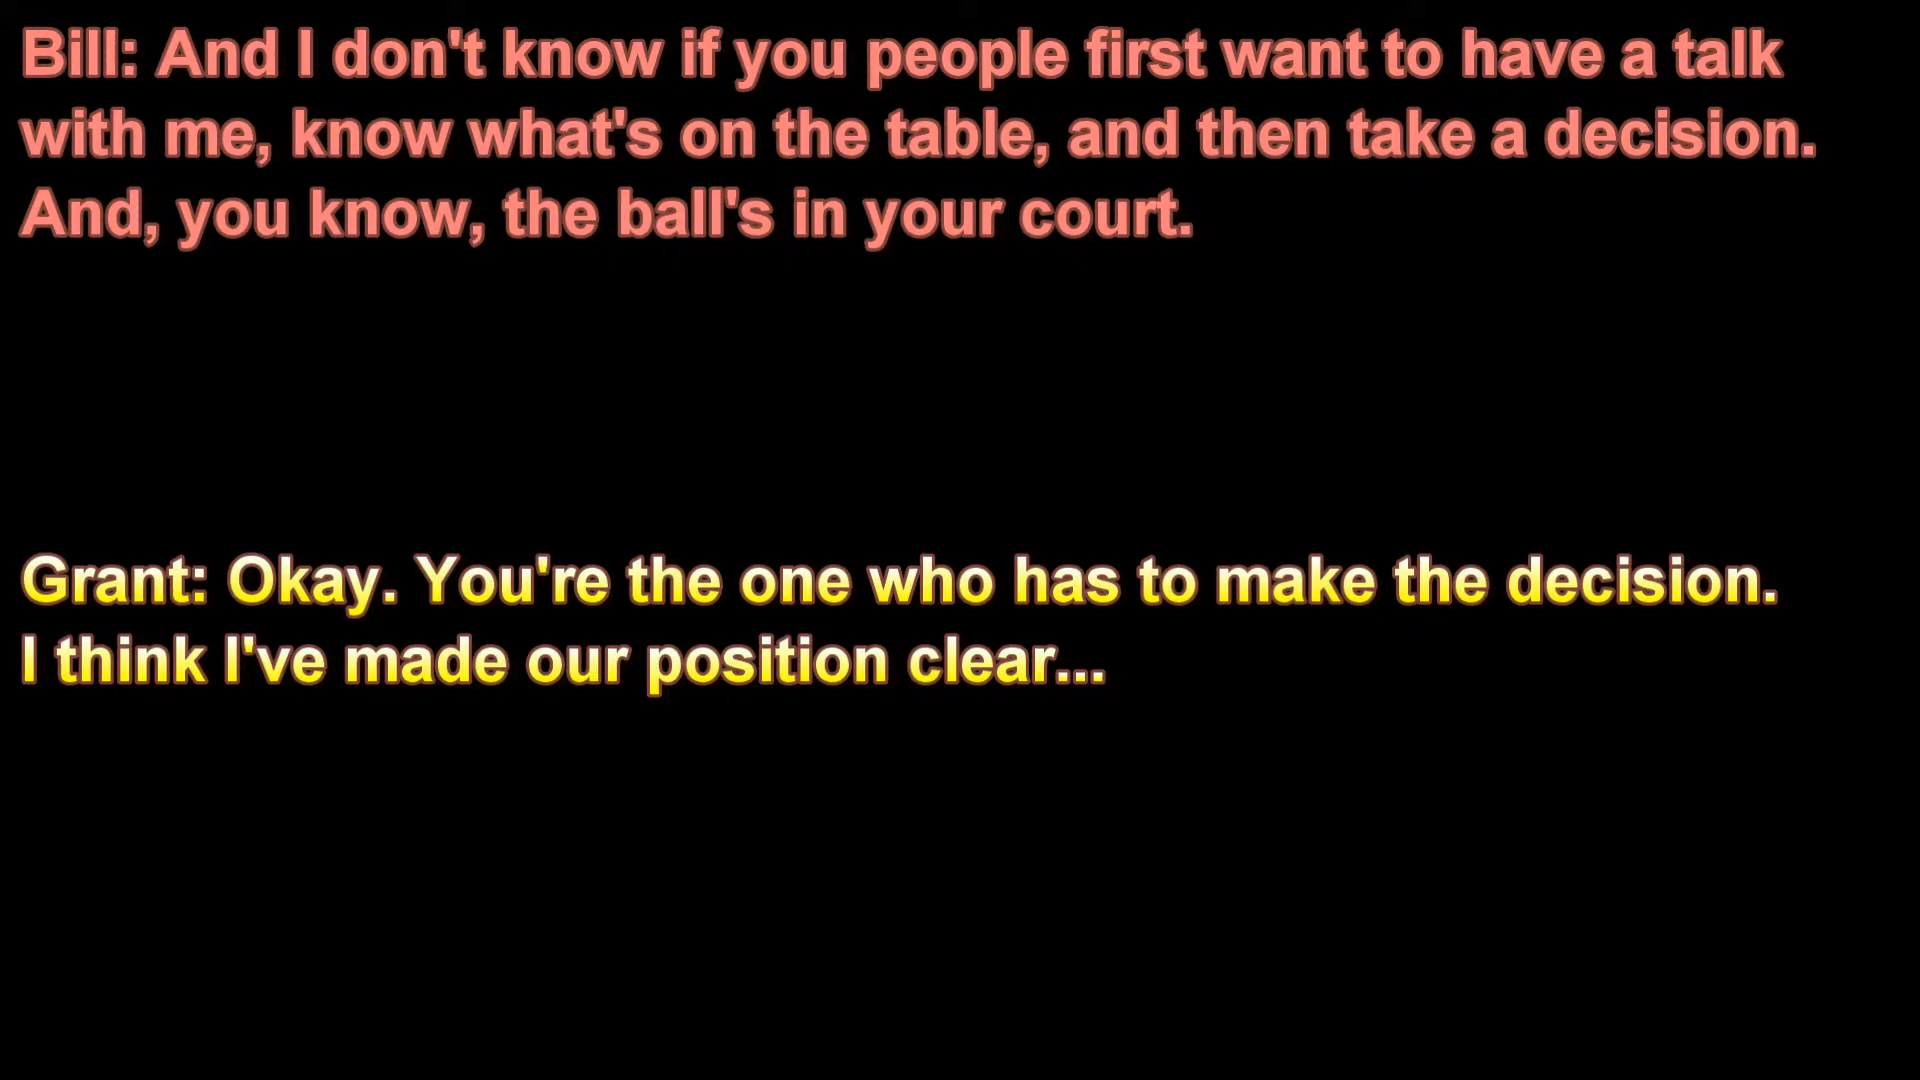 Bill: And I don't know if you people first want to have a talk
with me, know what's on the table, and then take a decision.
And, you know, the ball's in your court.
Grant: Okay. You're the one who has to make the decision.
I think I've made our position clear...